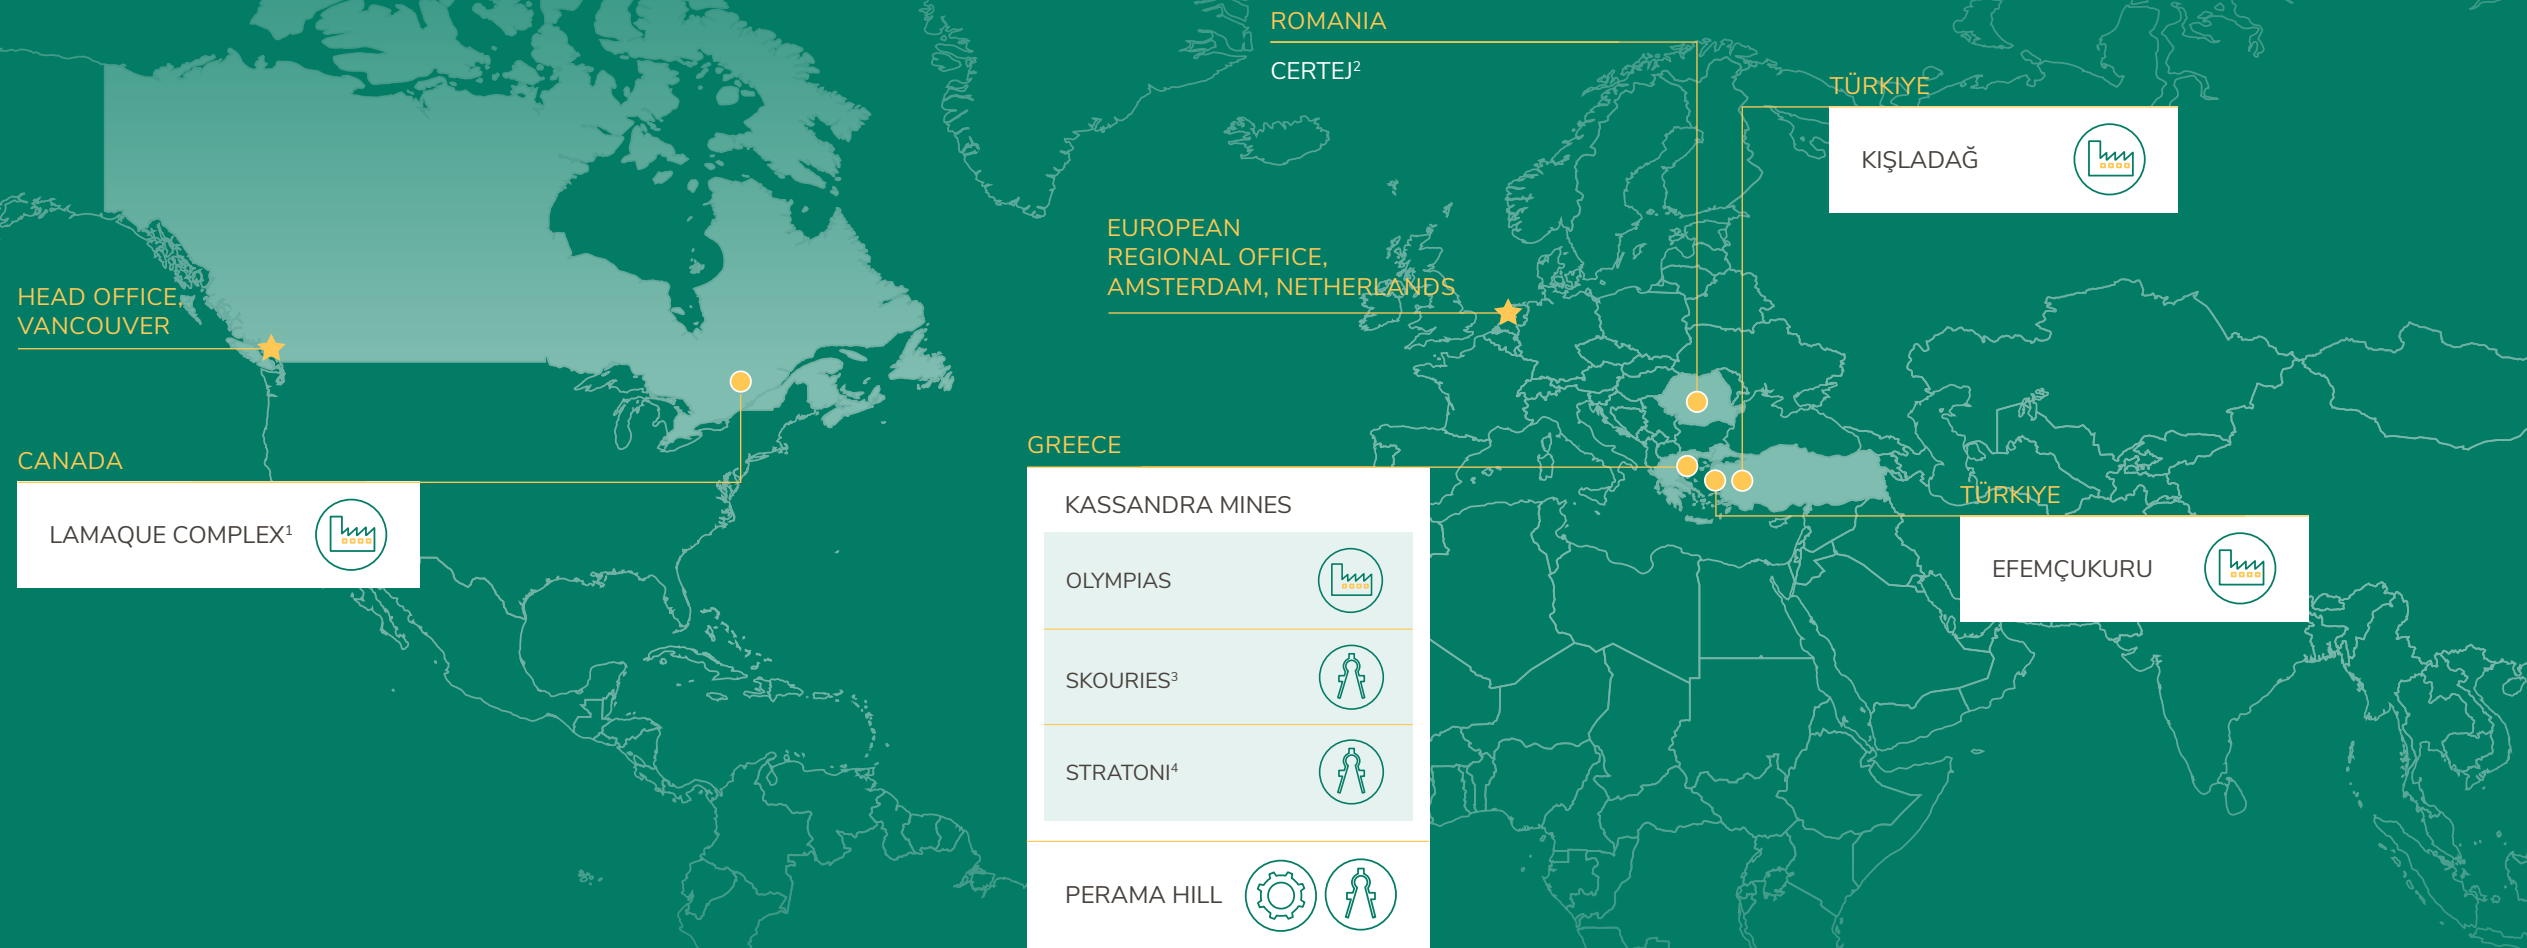 ROMANIA
CERTEJ²
TÜRKIYE
KIŞLADAĞ
EUROPEAN
REGIONAL OFFICE,
AMSTERDAM, NETHERLANDS
HEAD OFFICE,
VANCOUVER
CANADA
LAMAQUE COMPLEX¹
GREECE
KASSANDRA MINES
OLYMPIAS
SKOURIES³
STRATONI⁴
PERAMA HILL
TÜRKIYE
EFEMÇUKURU